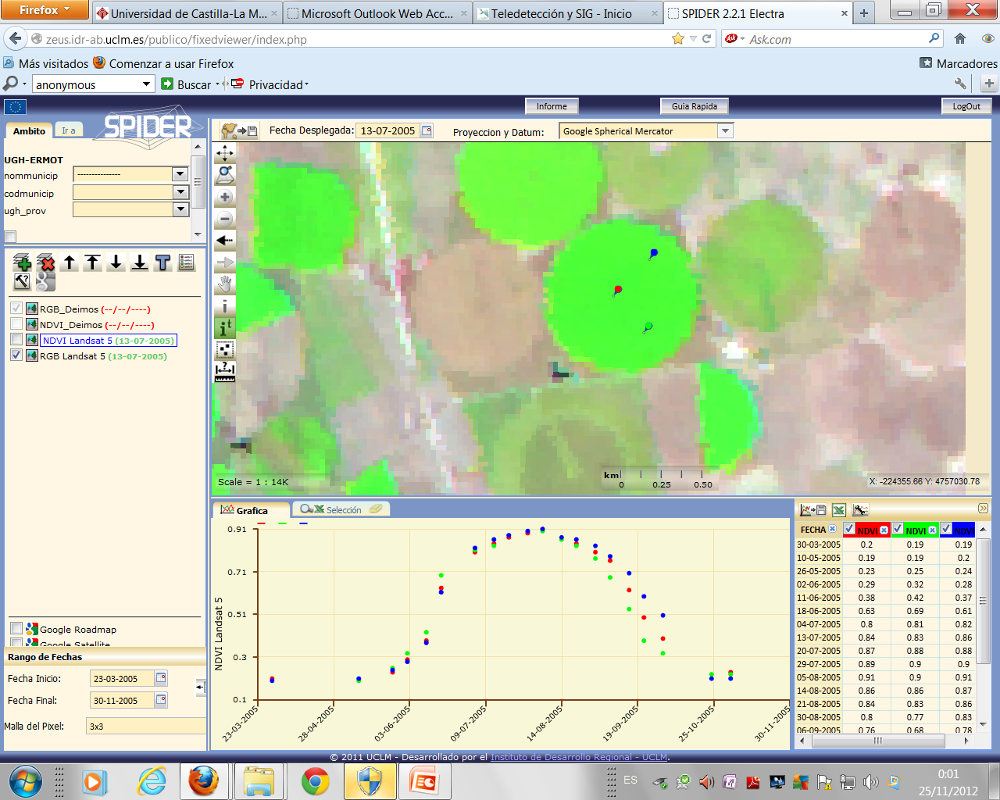 Firefox
Universidad de Castilla-La M...
Microsoft Outlook Web Acc...
Teledetección y SIG - Inicio
SPIDER 2.2.1 Electra
zeus.idr-ab.uclm.es/publico/fixedviewer/index.php
Ask Ask.com
Más visitados Comenzar a usar Firefox
Marcadores
anonymous Buscar Privacidad
Informe Guia Rapida LogOut
Ambito Ir a SPIDER
Fecha Desplegada: 13-07-2005 Proyeccion y Datum: Google Spherical Mercator
UGH-ERMOT
nommunicip ---------------
codmunicip
ugh_prov
RGB_Deimos (--/--/----)
NDVI_Deimos (--/--/----)
NDVI Landsat 5 (13-07-2005)
RGB Landsat 5 (13-07-2005)
Scale = 1 : 14K
km
0 0.25 0.50
X: -224355.66 Y: 4757030.78
Google Roadmap
Google Satellite
Rango de Fechas
Fecha Inicio: 23-03-2005
Fecha Final: 30-11-2005
Malla del Pixel: 3x3
Grafica Selección
NDVI Landsat 5
0.91
0.71
0.51
0.3
0.1
23-03-2005 28-04-2005 03-06-2005 09-07-2005 14-08-2005 19-09-2005 25-10-2005 30-11-2005
FECHA NDVI NDVI NDV
30-03-2005 0.2 0.19 0.19
10-05-2005 0.19 0.19 0.2
26-05-2005 0.23 0.25 0.24
02-06-2005 0.29 0.32 0.28
11-06-2005 0.38 0.42 0.37
18-06-2005 0.63 0.69 0.61
04-07-2005 0.8 0.81 0.82
13-07-2005 0.84 0.83 0.86
20-07-2005 0.87 0.88 0.88
29-07-2005 0.89 0.9 0.9
05-08-2005 0.91 0.9 0.91
14-08-2005 0.86 0.86 0.87
21-08-2005 0.84 0.83 0.86
30-08-2005 0.8 0.77 0.83
06-09-2005 0.76 0.68 0.78
© 2011 UCLM - Desarrollado por el Instituto de Desarrollo Regional - UCLM.
ES
0:01
25/11/2012